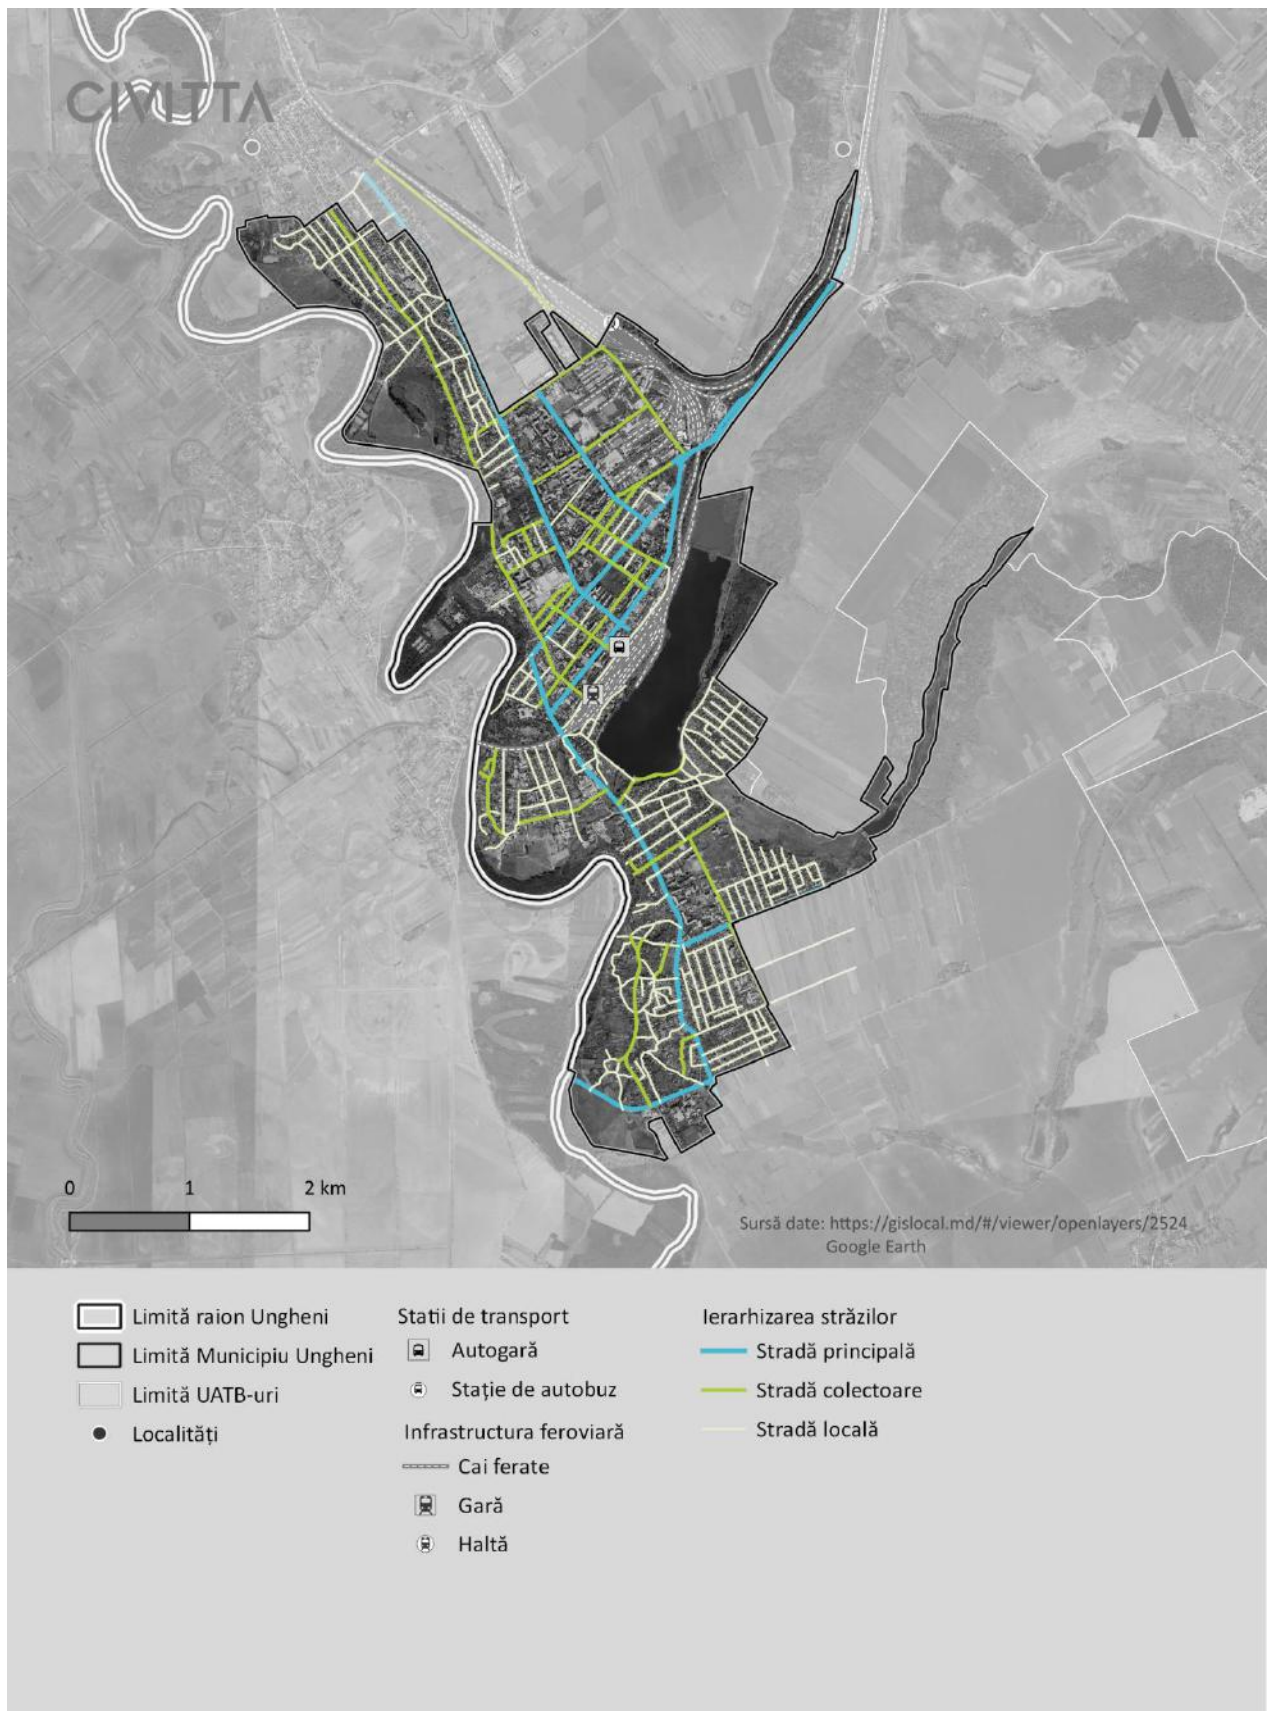 CIVITTA
0 1 2 km
Sursă date: https://gislocal.md/#/viewer/openlayers/2524
Google Earth
Limită raion Ungheni
Limită Municipiu Ungheni
Limită UATB-uri
Localități
Statii de transport
Autogară
Stație de autobuz
Infrastructura feroviară
Cai ferate
Gară
Haltă
Ierarhizarea străzilor
Stradă principală
Stradă colectoare
Stradă locală